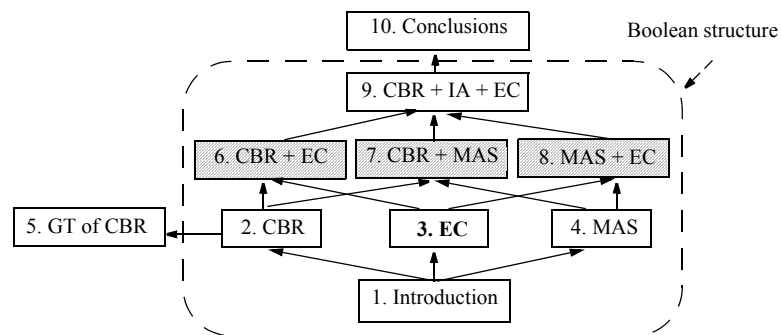 10. Conclusions
Boolean structure
9. CBR + IA + EC
6. CBR + EC
7. CBR + MAS
8. MAS + EC
5. GT of CBR
2. CBR
3. EC
4. MAS
1. Introduction